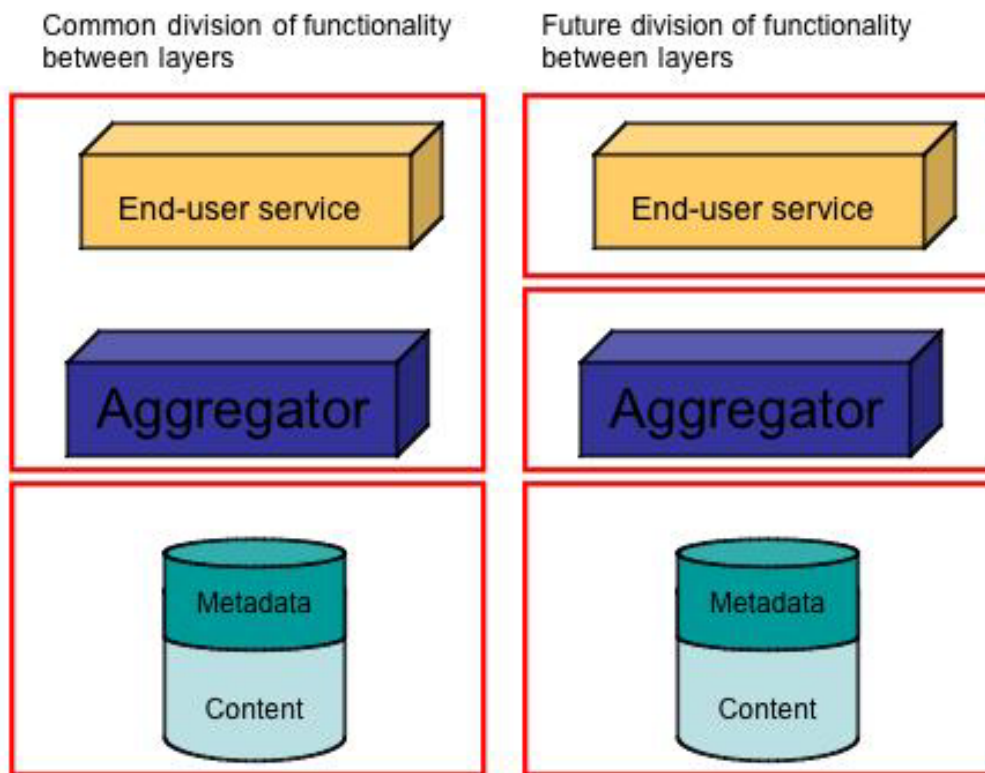 Common division of functionality
between layers
End-user service
Aggregator
Metadata
Content
Future division of functionality
between layers
End-user service
Aggregator
Metadata
Content